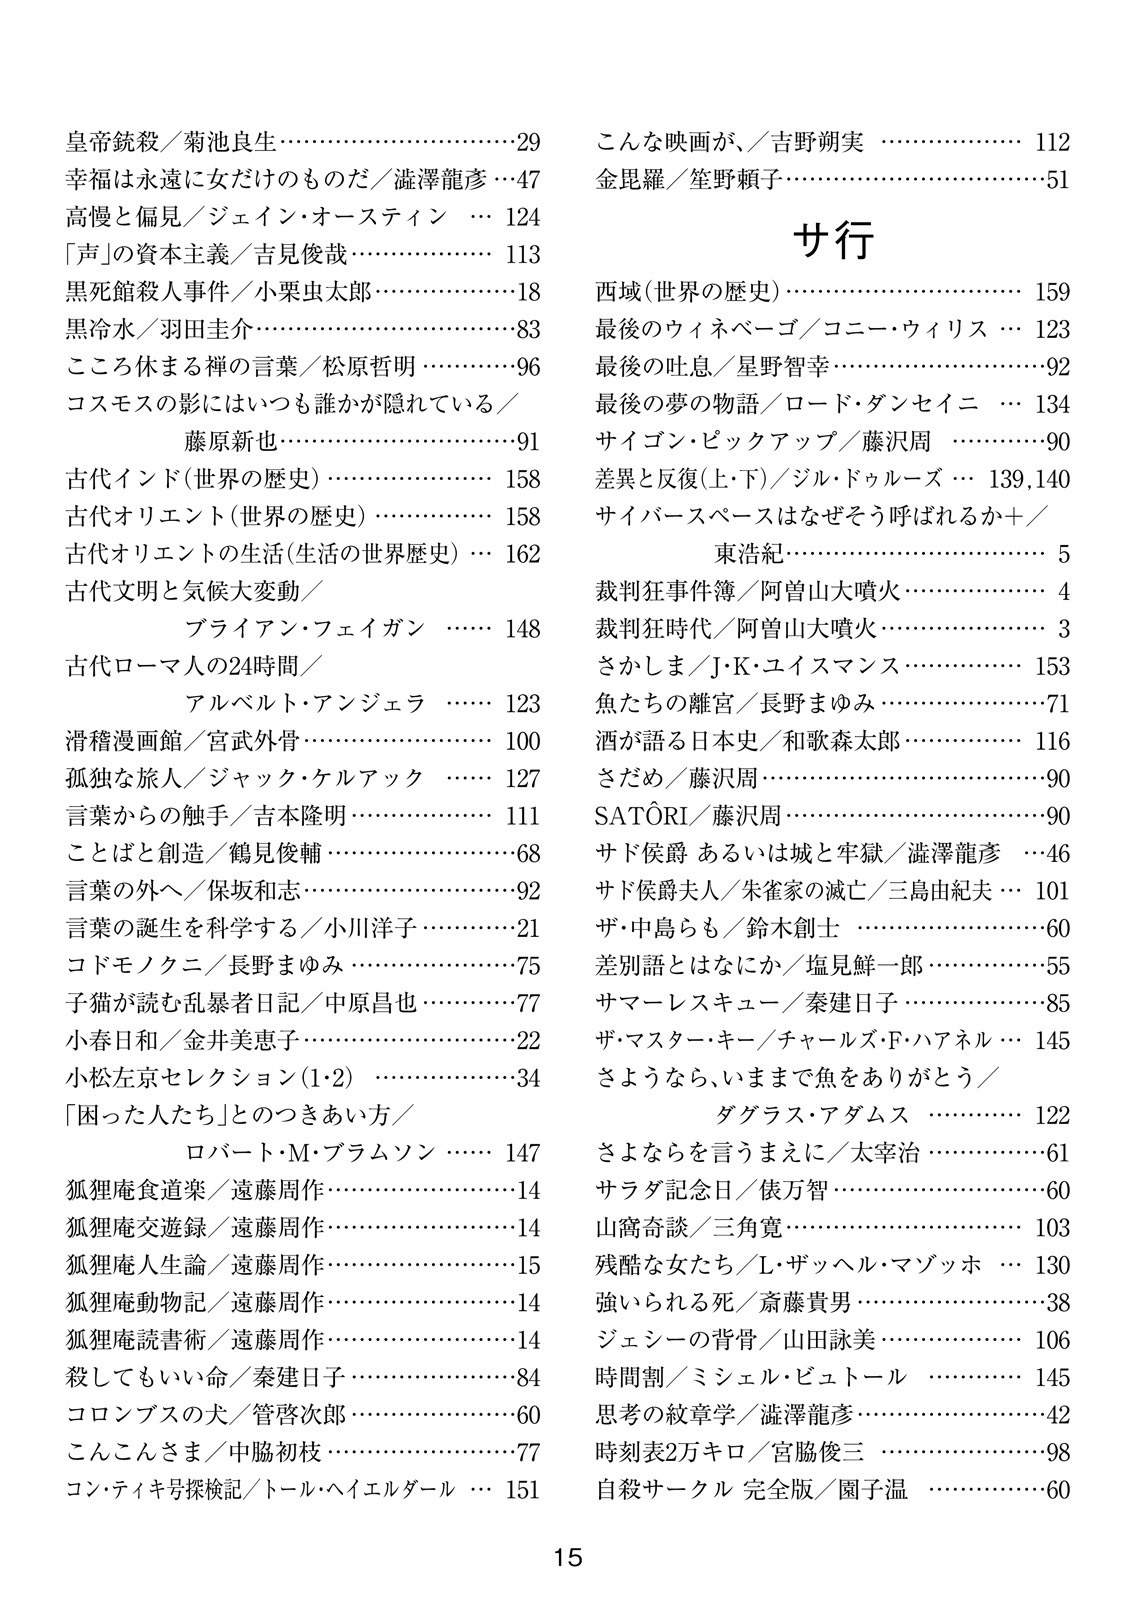 皇帝銃殺／菊池良生…………………………29
幸福は永遠に女だけのものだ／澁澤龍彥…47
高慢と偏見／ジェイン・オースティン … 124
「声」の資本主義／吉見俊哉……………… 113
黒死館殺人事件／小栗虫太郎………………18
黒冷水／羽田圭介……………………………83
こころ休まる禅の言葉／松原哲明…………96
コスモスの影にはいつも誰かが隠れている／
藤原新也…………………………91
古代インド（世界の歴史）………………… 158
古代オリエント（世界の歴史）…………… 158
古代オリエントの生活（生活の世界歴史）… 162
古代文明と気候大変動／
ブライアン・フェイガン …… 148
古代ローマ人の24時間／
アルベルト・アンジェラ …… 123
滑稽漫画館／宮武外骨…………………… 100
孤独な旅人／ジャック・ケルアック …… 127
言葉からの触手／吉本隆明……………… 111
ことばと創造／鶴見俊輔……………………68
言葉の外へ／保坂和志………………………92
言葉の誕生を科学する／小川洋子…………21
コドモノクニ／長野まゆみ…………………75
子猫が読む乱暴者日記／中原昌也…………77
小春日和／金井美恵子………………………22
小松左京セレクション（1・2） ………………34
「困った人たち」とのつきあい方／
ロバート・M・ブラムソン …… 147
狐狸庵食道楽／遠藤周作……………………14
狐狸庵交遊録／遠藤周作……………………14
狐狸庵人生論／遠藤周作……………………15
狐狸庵動物記／遠藤周作……………………14
狐狸庵読書術／遠藤周作……………………14
殺してもいい命／秦建日子…………………84
コロンブスの犬／管啓次郎…………………60
こんこんさま／中脇初枝……………………77
コン・ティキ号探検記／トール・ヘイエルダール … 151
こんな映画が、／吉野朔実 ……………… 112
金毘羅／笙野頼子……………………………51
サ行
西域（世界の歴史）………………………… 159
最後のウィネベーゴ／コニー・ウィリス … 123
最後の吐息／星野智幸………………………92
最後の夢の物語／ロード・ダンセイニ … 134
サイゴン・ピックアップ／藤沢周 …………90
差異と反復（上・下）／ジル・ドゥルーズ … 139,140
サイバースペースはなぜそう呼ばれるか＋／
東浩紀…………………………… 5
裁判狂事件簿／阿曽山大噴火……………… 4
裁判狂時代／阿曽山大噴火………………… 3
さかしま／J・K・ユイスマンス…………… 153
魚たちの離宮／長野まゆみ…………………71
酒が語る日本史／和歌森太郎…………… 116
さだめ／藤沢周………………………………90
SATÔRI／藤沢周……………………………90
サド侯爵 あるいは城と牢獄／澁澤龍彥 …46
サド侯爵夫人／朱雀家の滅亡／三島由紀夫 … 101
ザ・中島らも／鈴木創士 ……………………60
差別語とはなにか／塩見鮮一郎……………55
サマーレスキュー／秦建日子………………85
ザ・マスター・キー／チャールズ・F・ハアネル … 145
さようなら、いままで魚をありがとう／
ダグラス・アダムス ………… 122
さよならを言うまえに／太宰治……………61
サラダ記念日／俵万智………………………60
山窩奇談／三角寛………………………… 103
残酷な女たち／L・ザッヘル・マゾッホ … 130
強いられる死／斎藤貴男……………………38
ジェシーの背骨／山田詠美……………… 106
時間割／ミシェル・ビュトール ………… 145
思考の紋章学／澁澤龍彥……………………42
時刻表2万キロ／宮脇俊三 …………………98
自殺サークル 完全版／園子温 ……………60
15